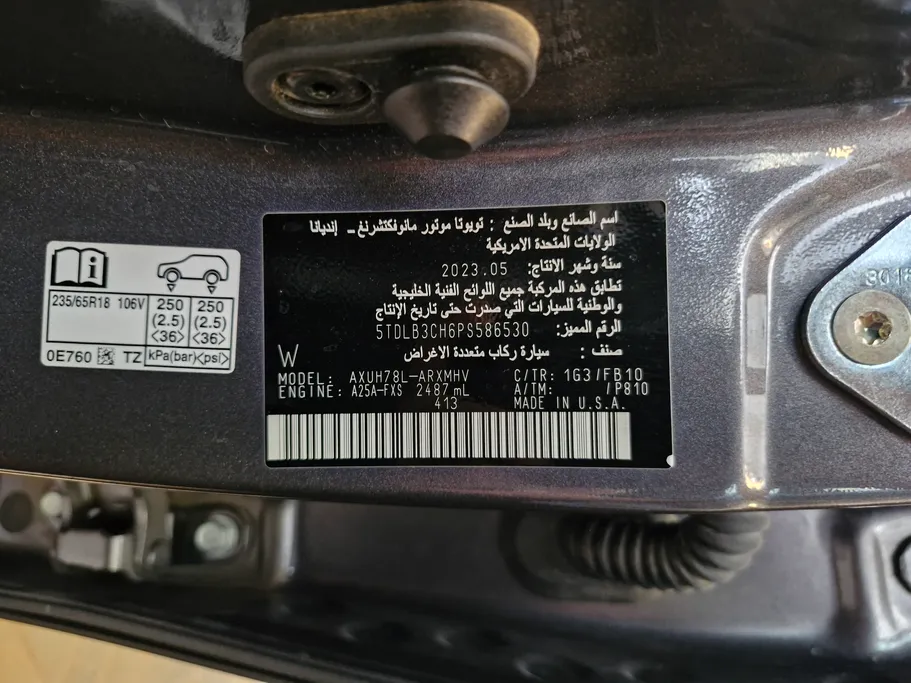 اسم الصانع وبلد الصنع : تويوتا موتور مانوفكتشرنغ - إنديانا
الولايات المتحدة الامريكية
سنة وشهر الانتاج: 2023.05
تطابق هذه المركبة جميع اللوائح الفنية الخليجية
والوطنية للسيارات التي صدرت حتى تاريخ الإنتاج
الرقم المميز: 5TDLB3CH6PS586530
صنف : سيارة ركاب متعددة الاغراض
W
MODEL: AXUH78L-ARXMHV C/TR: 1G3/FB10
ENGINE: A25A-FXS 2487 mL A/TM: /P810
413 MADE IN U.S.A.
235/65R18 106V 250 250
(2.5) (2.5)
<36> <36>
0E760 TZ kPa(bar)<psi>